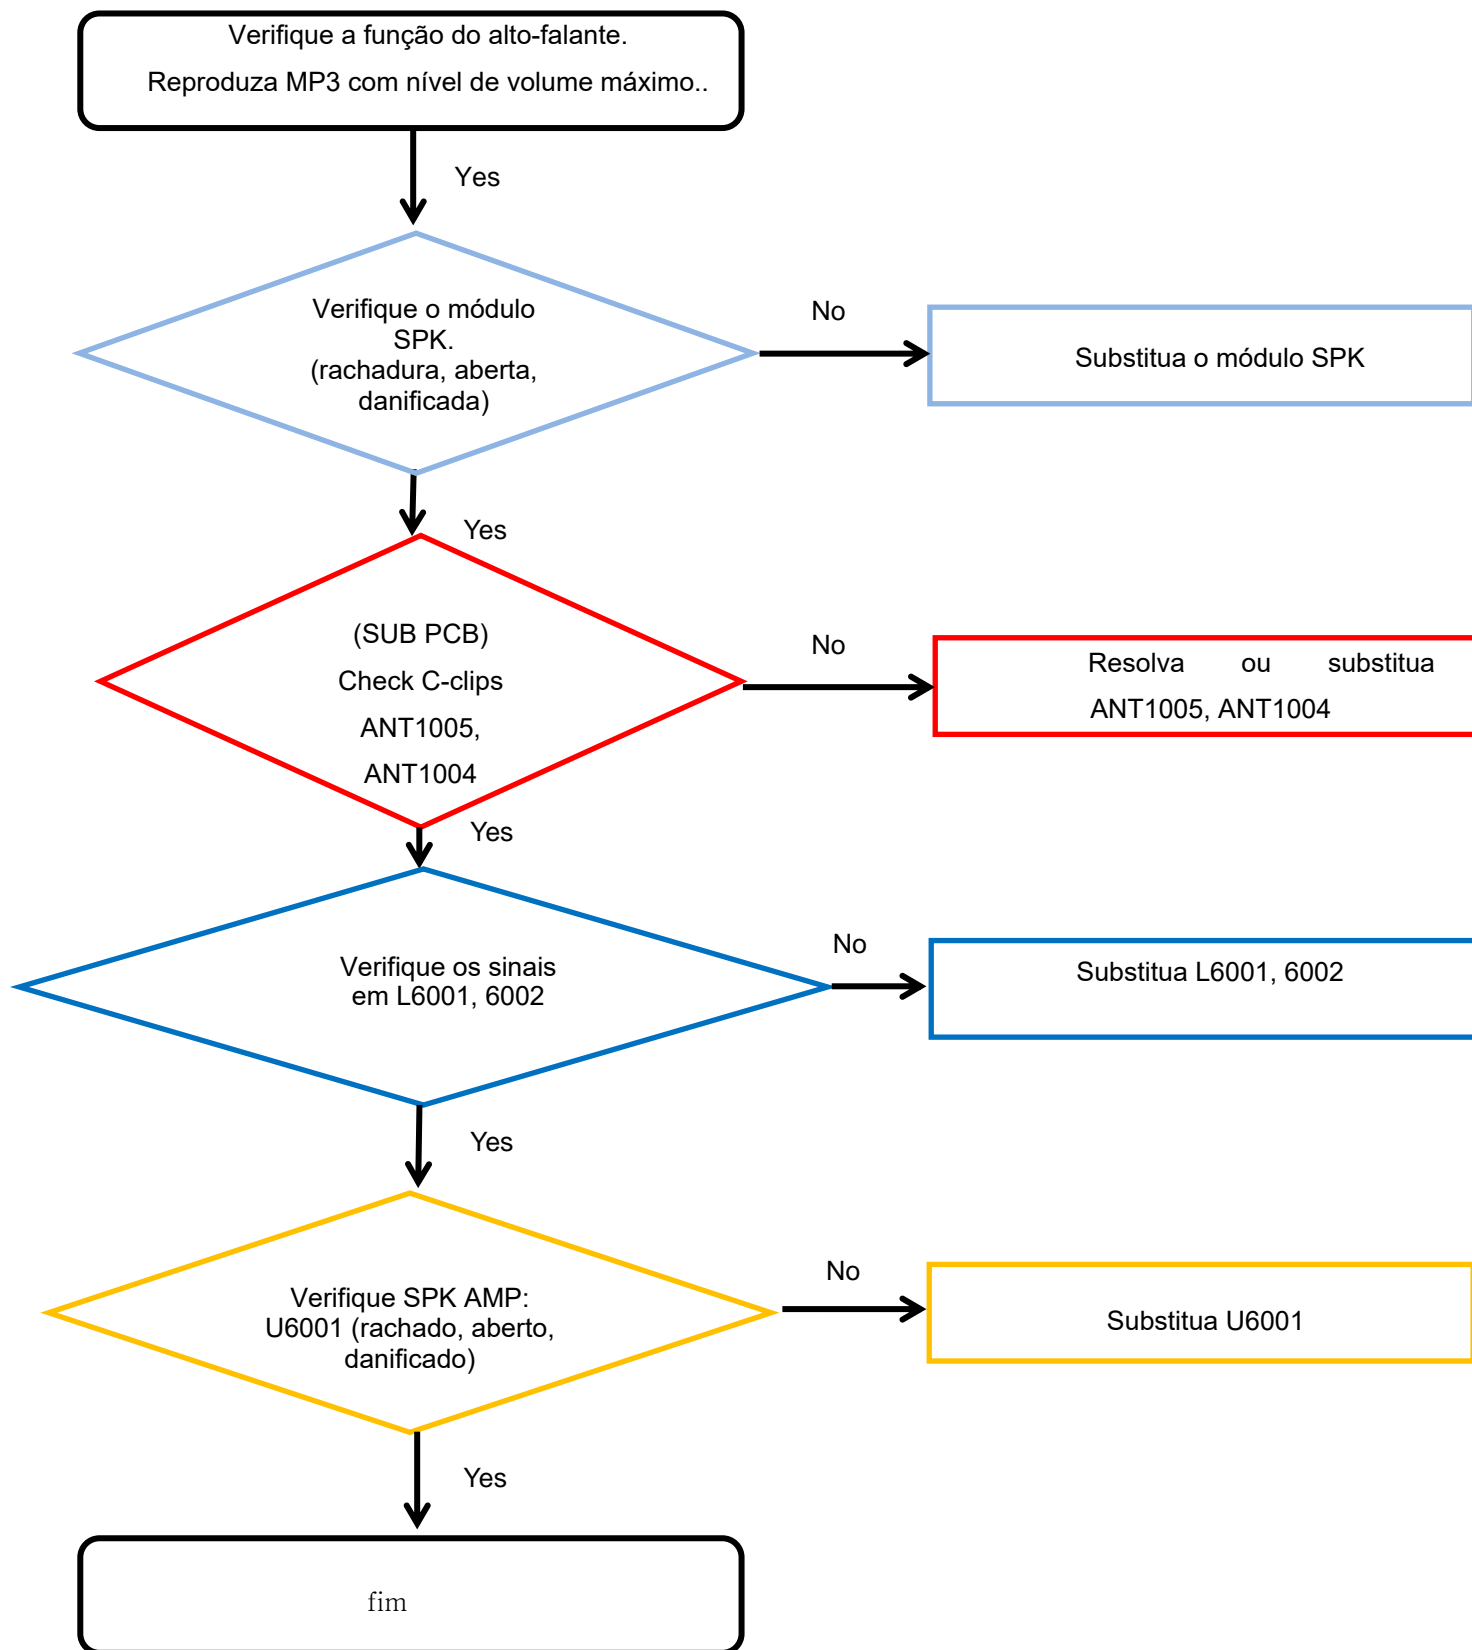 Verifique a função do alto-falante.
Reproduza MP3 com nível de volume máximo..
Yes
Verifique o módulo
SPK.
(rachadura, aberta,
danificada)
No
Substitua o módulo SPK
Yes
(SUB PCB)
Check C-clips
ANT1005,
ANT1004
No
Resolva ou substitua
ANT1005, ANT1004
Yes
Verifique os sinais
em L6001, 6002
No
Substitua L6001, 6002
Yes
Verifique SPK AMP:
U6001 (rachado, aberto,
danificado)
No
Substitua U6001
Yes
fim